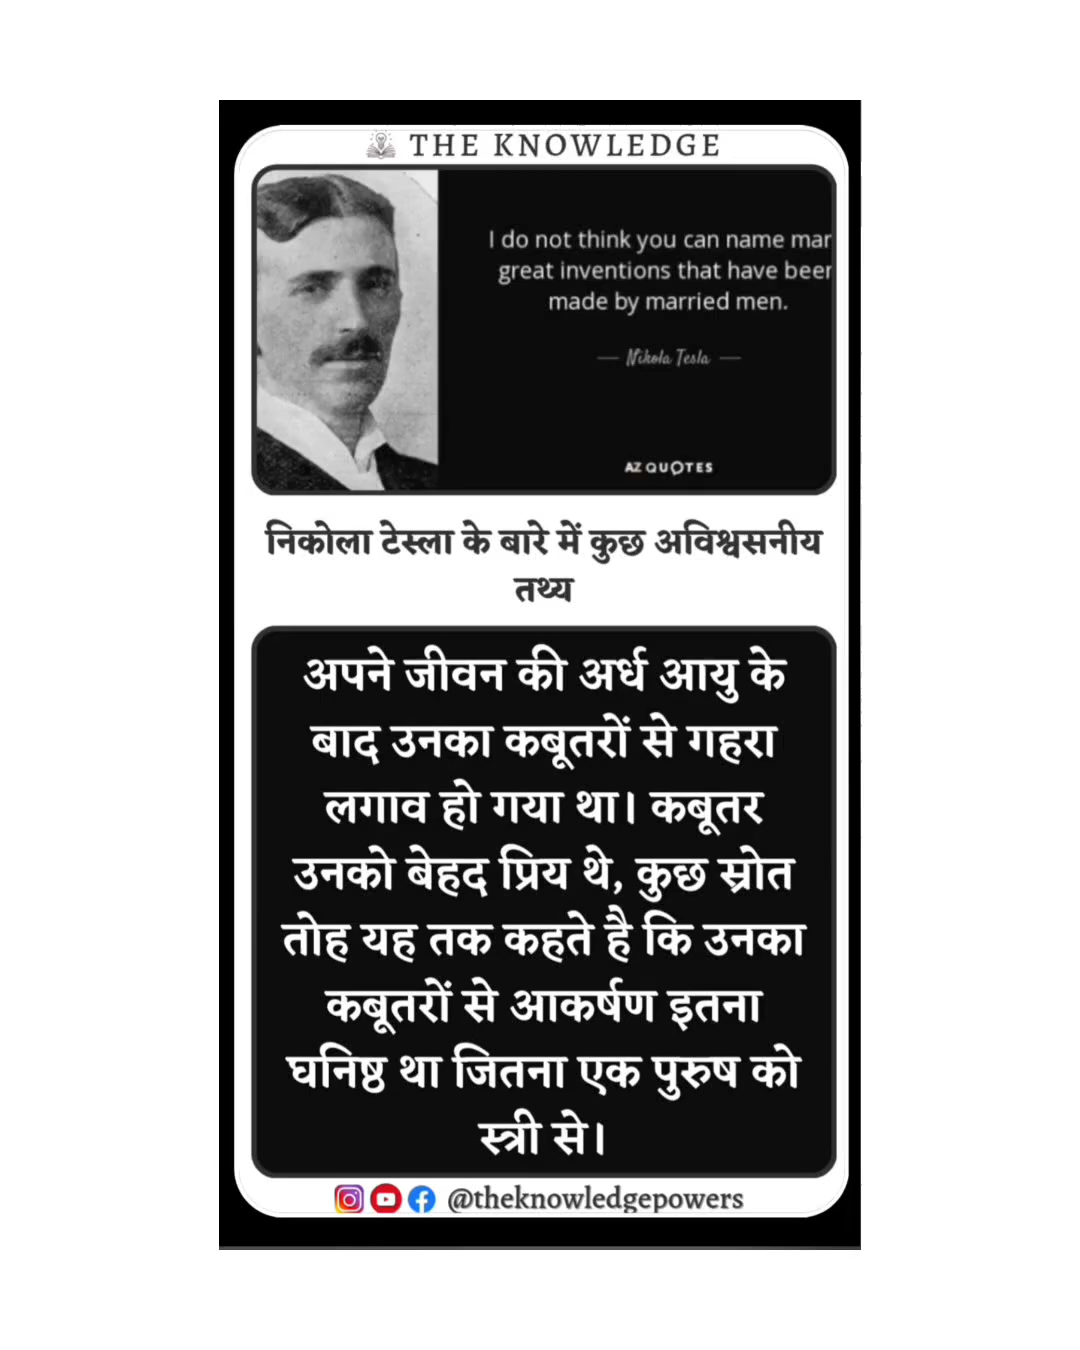 THE KNOWLEDGE
I do not think you can name mar
great inventions that have beer
made by married men.
Nikola Tesla
AZ QUOTES
निकोला टेस्ला के बारे में कुछ अविश्वसनीय
तथ्य
अपने जीवन की अर्ध आयु के
बाद उनका कबूतरों से गहरा
लगाव हो गया था। कबूतर
उनको बेहद प्रिय थे, कुछ स्रोत
तोह यह तक कहते है कि उनका
कबूतरों से आकर्षण इतना
घनिष्ठ था जितना एक पुरुष को
स्त्री से।
@theknowledgepowers